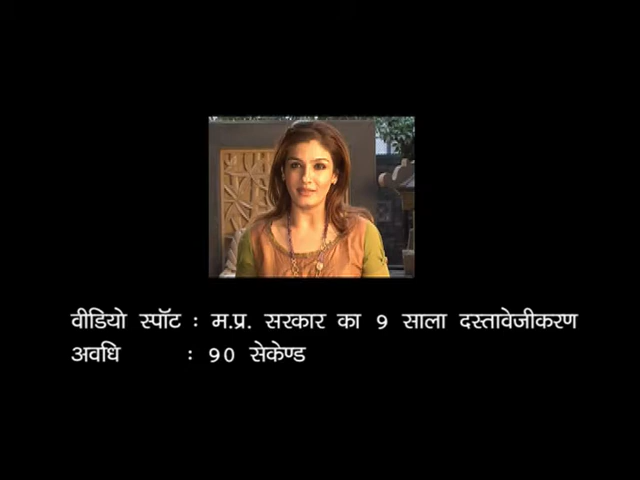 वीडियो स्पॉट : म.प्र. सरकार का 9 साला दस्तावेजीकरण
अवधि : 90 सेकेण्ड